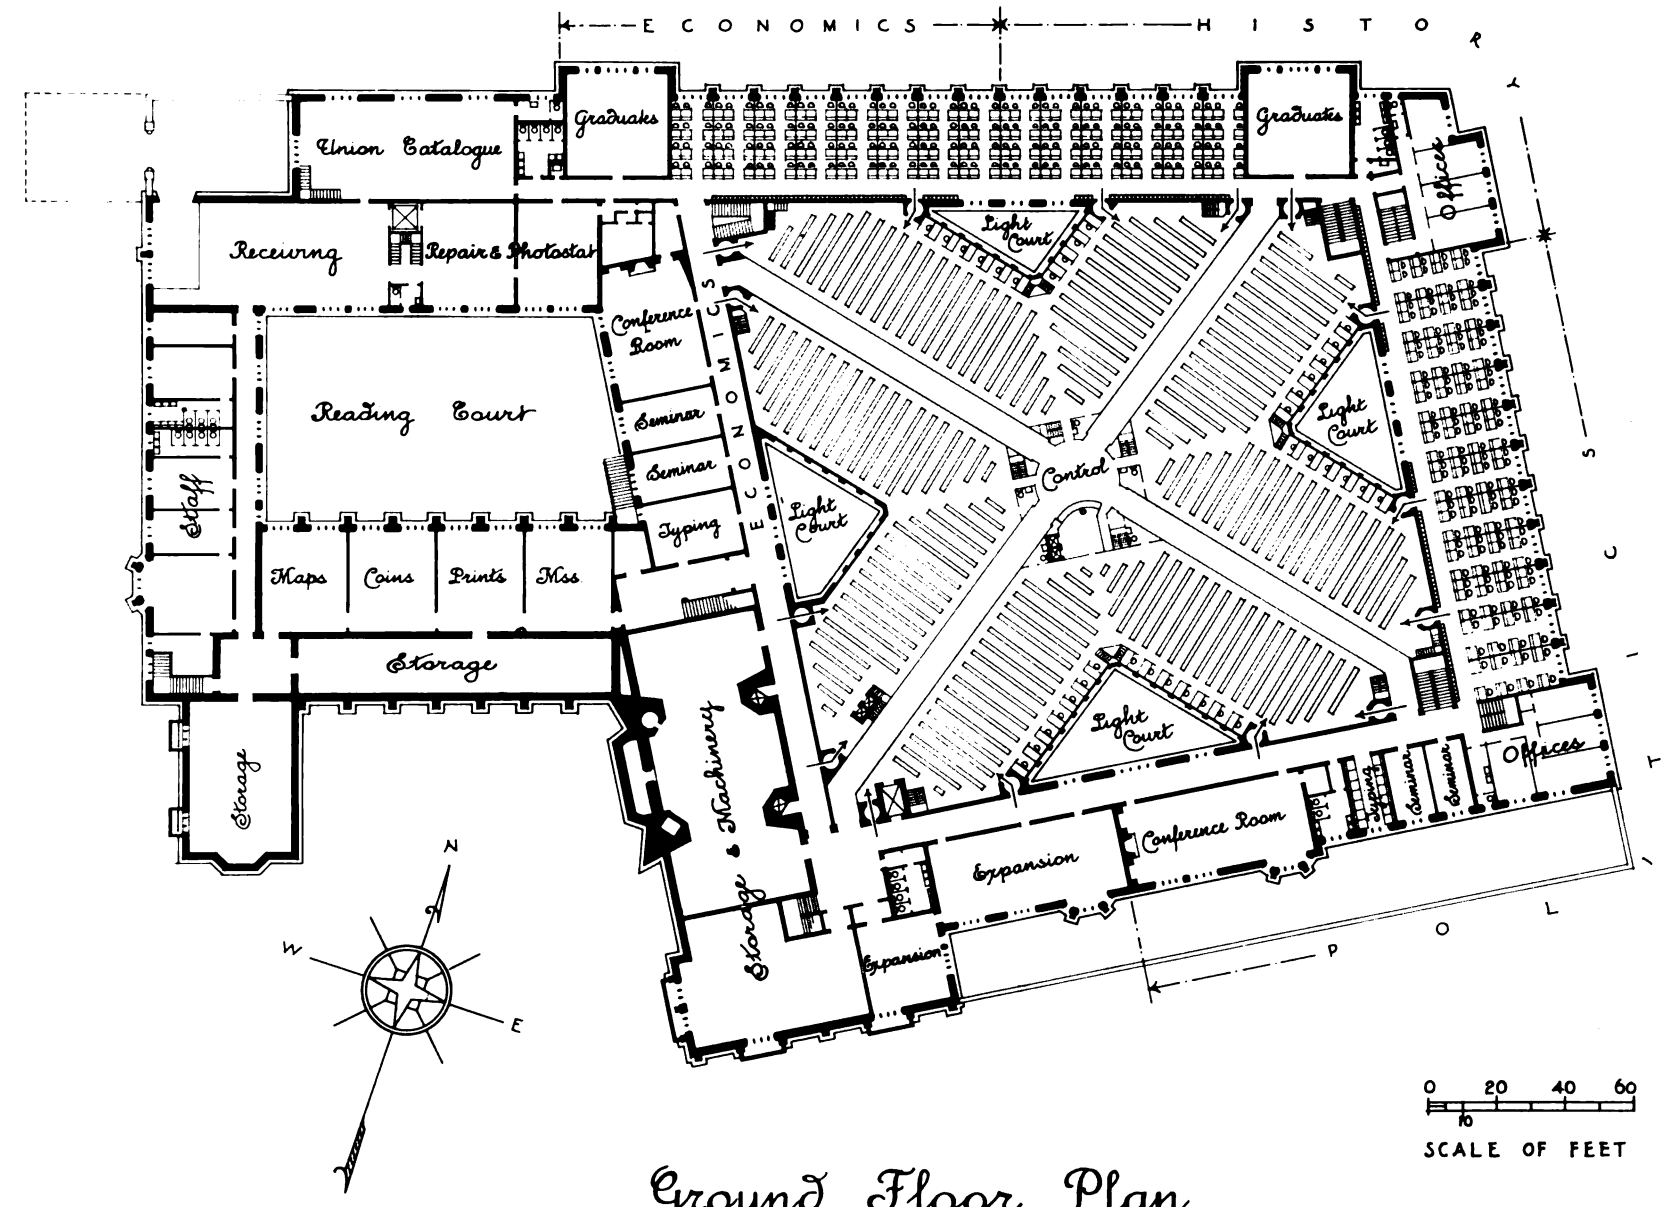 ECONOMICS HISTORY
Graduates
Graduates
Union Catalogue
Offices
Light
Court
Receiving
Repair & Photostat
Conference
Room
ECONOMICS
Reading Court
Seminar
Light
Court
Control
Seminar
Staff
Light
Court
Typing
Maps
Coins
Prints
Mss.
Storage
Storage & Machinery
Light
Court
Offices
Storage
Typing
Seminar
Seminar
Conference Room
Expansion
Expansion
POLITICS
N
W
E
0 20 40 60
10
SCALE OF FEET
Ground Floor Plan